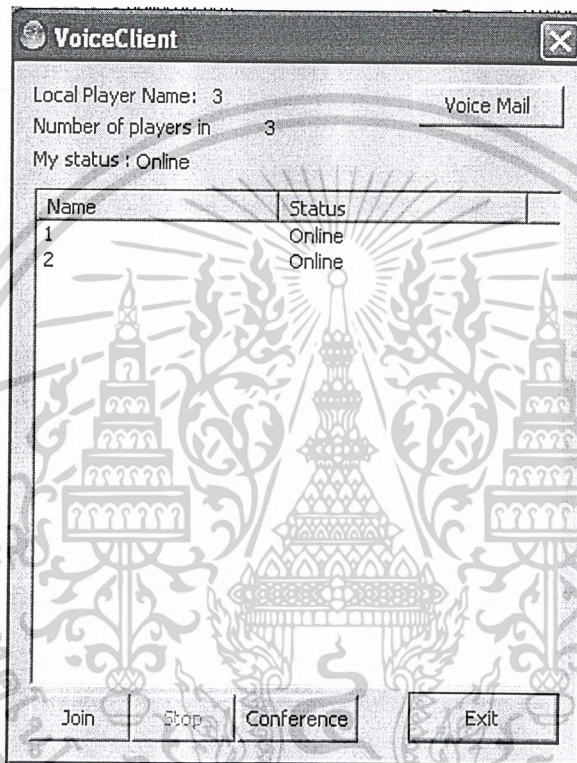 VoiceClient
Local Player Name: 3
Voice Mail
Number of players in 3
My status : Online
Name Status
1 Online
2 Online
Join Stop Conference Exit